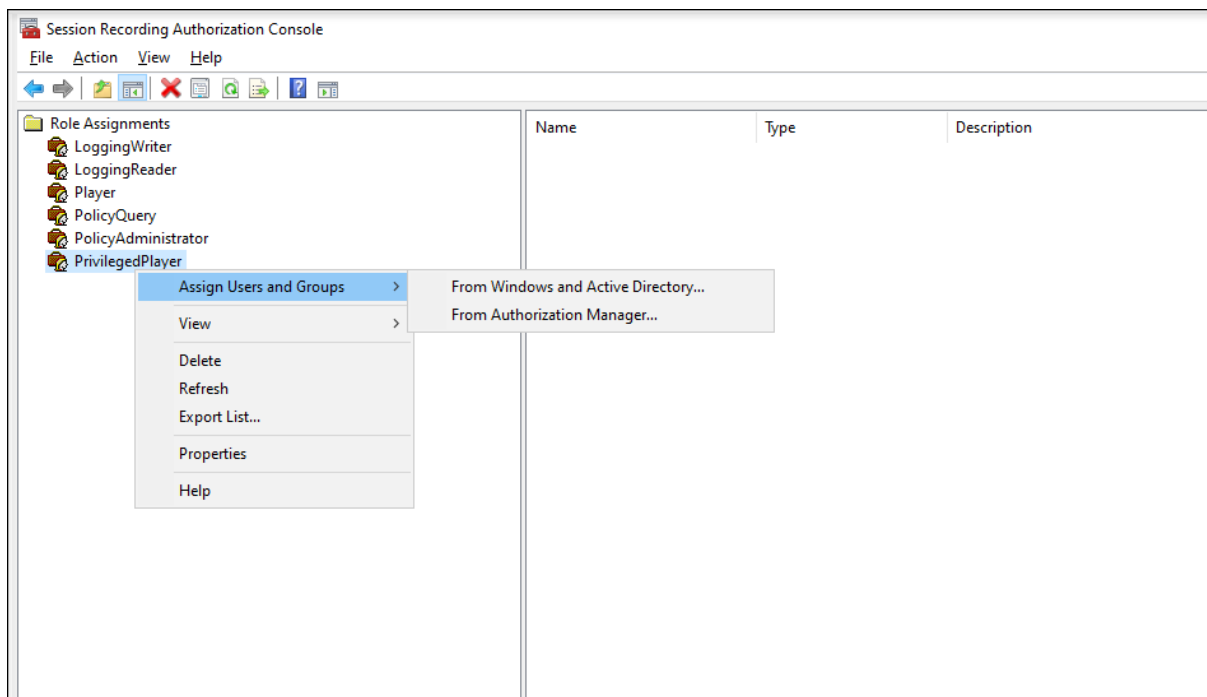 Session Recording Authorization Console
File Action View Help
Role Assignments
LoggingWriter
LoggingReader
Player
PolicyQuery
PolicyAdministrator
PrivilegedPlayer
Name Type Description
Assign Users and Groups
View
Delete
Refresh
Export List...
Properties
Help
From Windows and Active Directory...
From Authorization Manager...